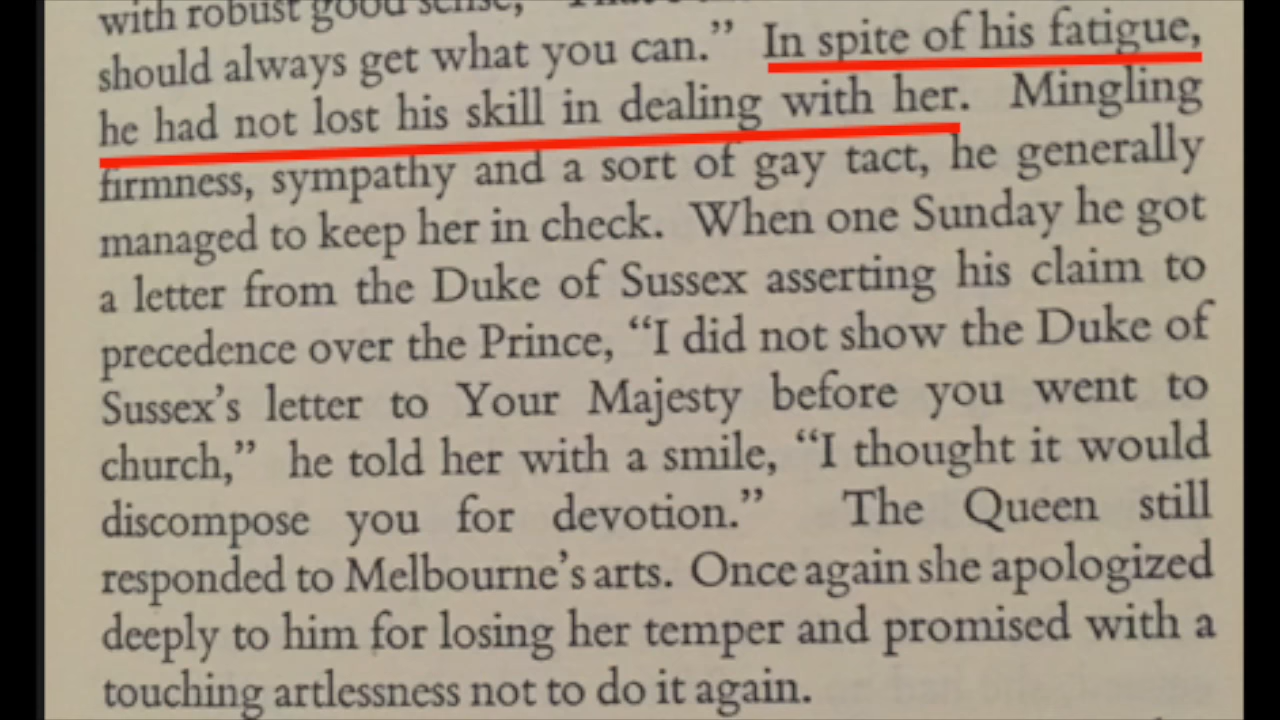 with robust good sense, "
should always get what you can." In spite of his fatigue,
he had not lost his skill in dealing with her. Mingling
firmness, sympathy and a sort of gay tact, he generally
managed to keep her in check. When one Sunday he got
a letter from the Duke of Sussex asserting his claim to
precedence over the Prince, "I did not show the Duke of
Sussex's letter to Your Majesty before you went to
church," he told her with a smile, "I thought it would
discompose you for devotion." The Queen still
responded to Melbourne's arts. Once again she apologized
deeply to him for losing her temper and promised with a
touching artlessness not to do it again.